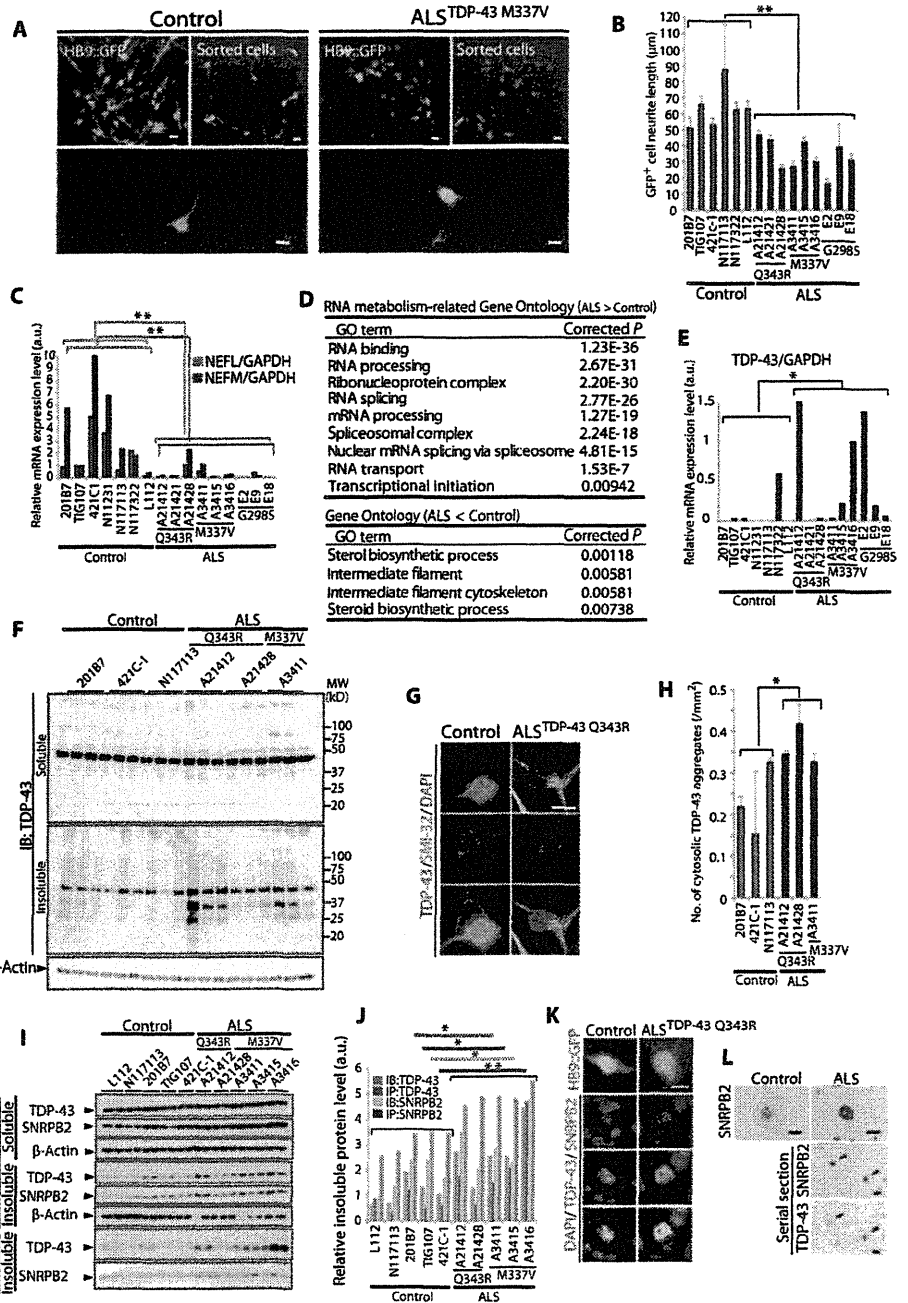 A
Control
ALS TDP-43 M337V
HB9::GFP
Sorted cells
HB9::GFP
Sorted cells
B
GFP+ cell neurite length (µm)
120
110
100
90
80
70
60
50
40
30
20
10
0
**
201B7
TIG107
421c-1
N117113
N117322
L112
A21412
A21421
A21428
A3411
A3415
A3416
E2
E9
E18
Q343R
M337V
G298S
Control
ALS
C
Relative mRNA expression level (a.u.)
**
**
NEFL/GAPDH
NEFM/GAPDH
10
7
6
5
4
3
2
1
0
201B7
TIG107
421C1
N11231
N117113
N117322
L112
A21412
A21421
A21428
A3411
A3415
A3416
E2
E9
E18
Q343R
M337V
G298S
Control
ALS
D
RNA metabolism-related Gene Ontology (ALS > Control)
GO term Corrected P
RNA binding 1.23E-36
RNA processing 2.67E-31
Ribonucleoprotein complex 2.20E-30
RNA splicing 2.77E-26
mRNA processing 1.27E-19
Spliceosomal complex 2.24E-18
Nuclear mRNA splicing via spliceosome 4.81E-15
RNA transport 1.53E-7
Transcriptional initiation 0.00942
Gene Ontology (ALS < Control)
GO term Corrected P
Sterol biosynthetic process 0.00118
Intermediate filament 0.00581
Intermediate filament cytoskeleton 0.00581
Steroid biosynthetic process 0.00738
E
TDP-43/GAPDH
Relative mRNA expression level (a.u.)
*
1.5
1
0.5
0
201B7
TIG107
421C1
N11231
N117113
N117322
L112
A21412
A21421
A21428
A3411
A3415
A3416
E2
E9
E18
Q343R
M337V
G298S
Control
ALS
F
Control
ALS
Q343R
M337V
201B7
421C-1
N117113
A21412
A21428
A3411
MW
(kD)
IB: TDP-43
Soluble
100
75
50
37
25
20
Insoluble
100
75
50
37
25
20
-Actin
G
Control
ALS TDP-43 Q343R
TDP-43/SMI-32/DAPI
H
No. of cytosolic TDP-43 aggregates (/mm²)
*
0.5
0.4
0.3
0.2
0.1
0
201B7
421C-1
N117113
A21412
A21428
A3411
Q343R
M337V
Control
ALS
I
Control
ALS
Q343R
M337V
L112
N117113
201B7
TIG107
421C-1
A21412
A21428
A3411
A3415
A3416
Soluble
TDP-43
SNRPB2
β-Actin
Insoluble
TDP-43
SNRPB2
β-Actin
Insoluble
TDP-43
SNRPB2
J
Relative insoluble protein level (a.u.)
*
*
*
**
IB:TDP-43
IP:TDP-43
IB:SNRPB2
IP:SNRPB2
6
5
4
3
2
1
0
L112
N117113
201B7
TIG107
421C-1
A21412
A21428
A3411
A3415
A3416
Q343R
M337V
Control
ALS
K
Control
ALS TDP-43 Q343R
HB9::GFP
DAPI/TDP-43/SNRPB2
L
Control
ALS
SNRPB2
Serial section
SNRPB2
TDP-43